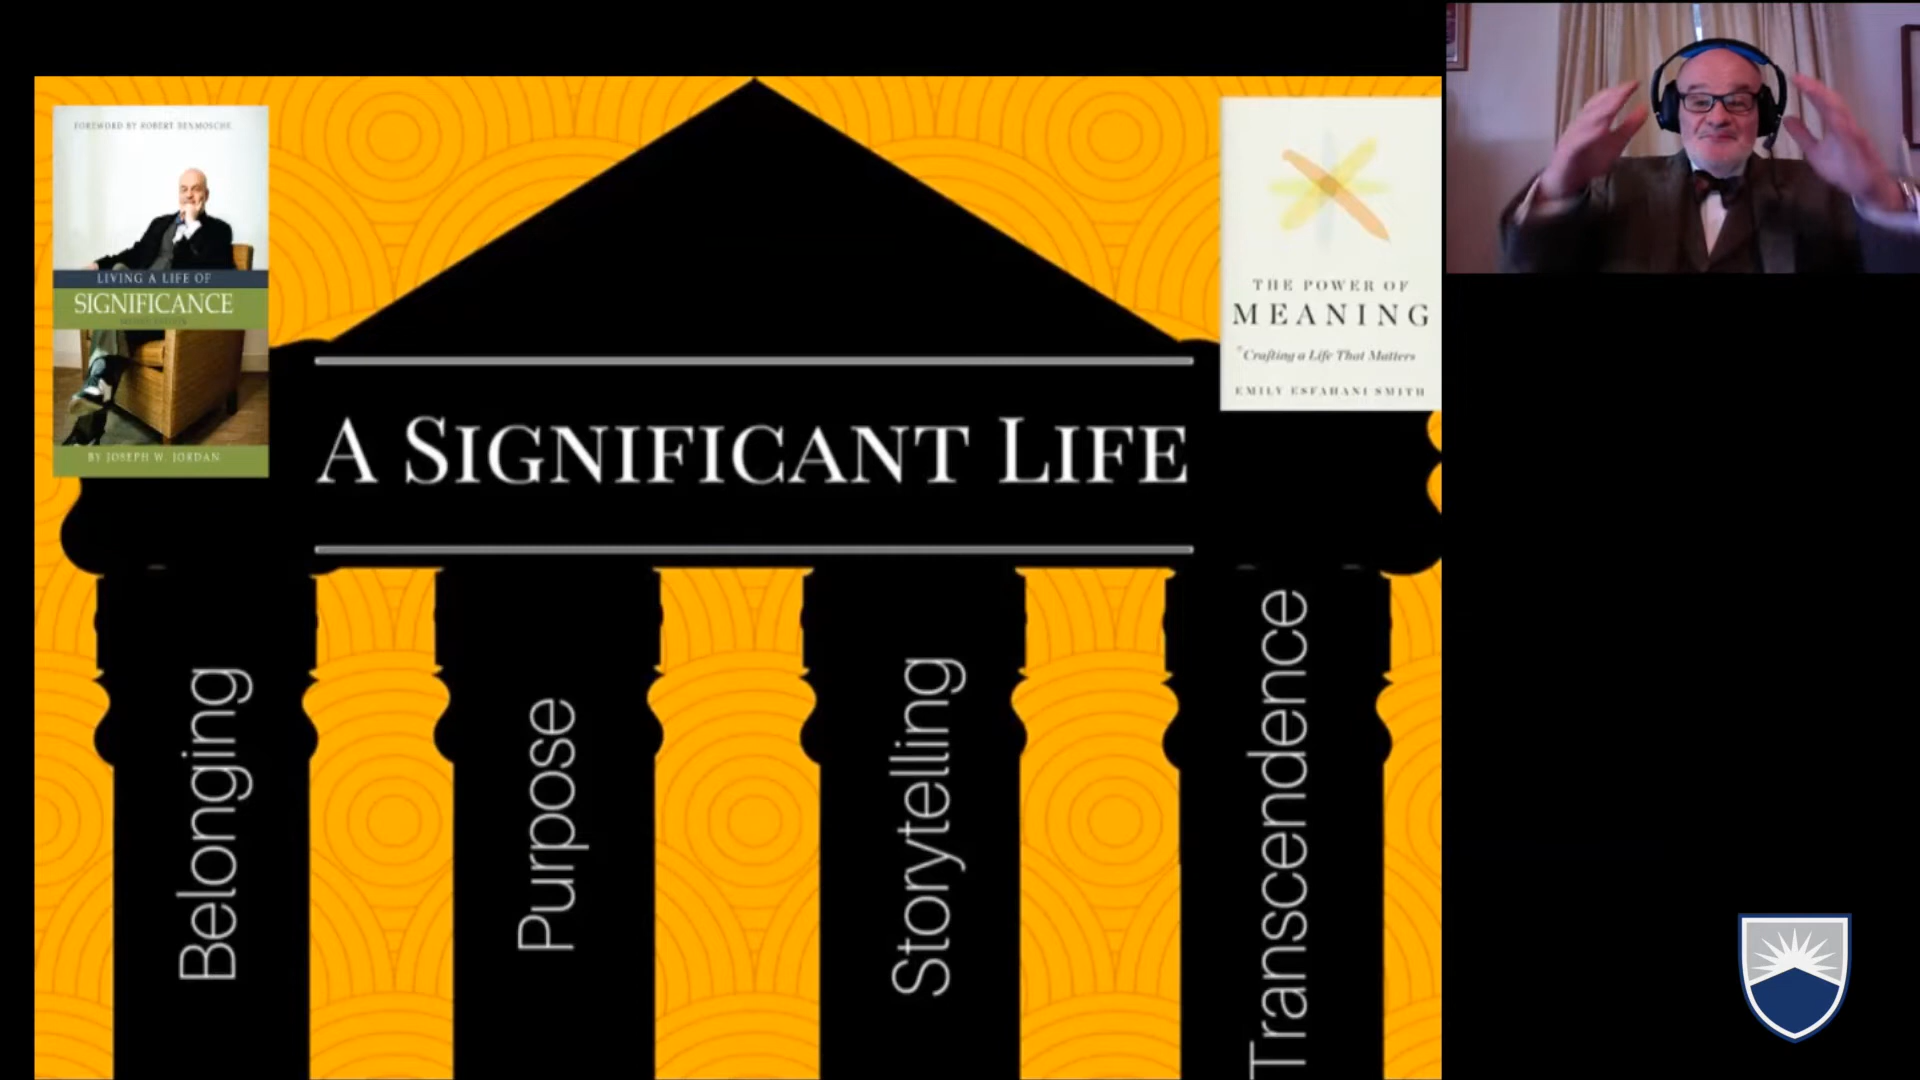 FOREWORD BY ROBERT BENMOSCHE
LIVING A LIFE OF
SIGNIFICANCE
BY JOSEPH W. JORDAN
THE POWER OF
MEANING
Crafting a Life That Matters
EMILY ESFAHANI SMITH
A SIGNIFICANT LIFE
Belonging
Purpose
Storytelling
Transcendence